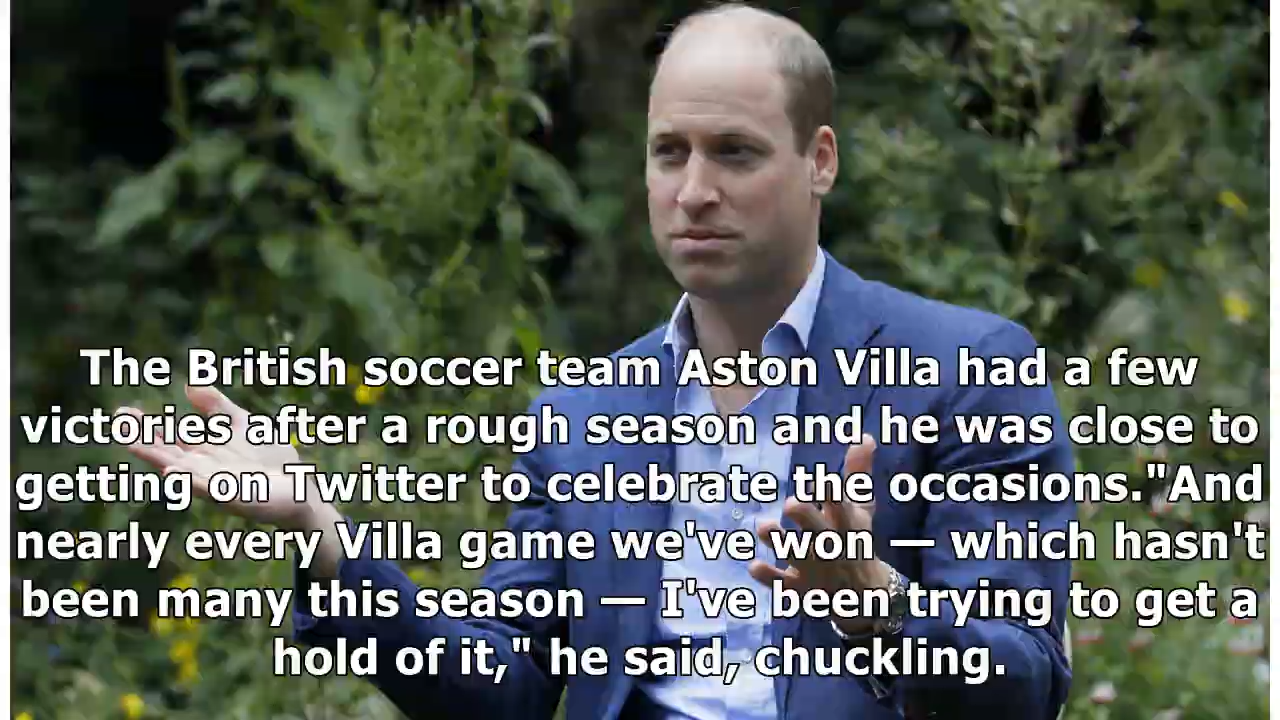 The British soccer team Aston Villa had a few
victories after a rough season and he was close to
getting on Twitter to celebrate the occasions."And
nearly every Villa game we've won — which hasn't
been many this season — I've been trying to get a
hold of it," he said, chuckling.